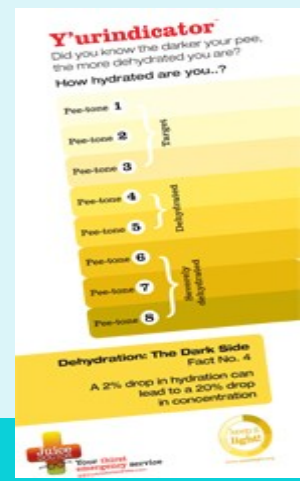 Y'urindicator
Did you know the darker your pee,
the more dehydrated you are?
How hydrated are you..?
Pee-tone 1
Pee-tone 2
Pee-tone 3
Target
Pee-tone 4
Pee-tone 5
Dehydrated
Pee-tone 6
Pee-tone 7
Pee-tone 8
Severely
dehydrated
Dehydration: The Dark Side
Fact No. 4
A 2% drop in hydration can
lead to a 20% drop
in concentration
Juice
Your thirst
emergency service
keep it
light!